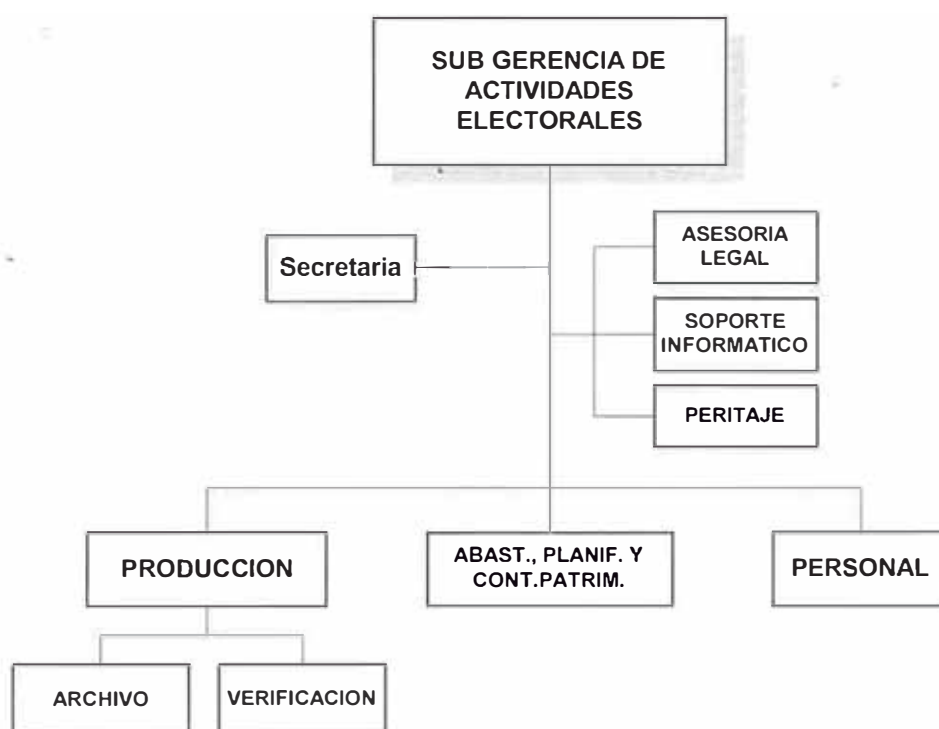 SUB GERENCIA DE
ACTIVIDADES
ELECTORALES
Secretaria
ASESORIA
LEGAL
SOPORTE
INFORMATICO
PERITAJE
PRODUCCION
ABAST., PLANIF. Y
CONT.PATRIM.
PERSONAL
ARCHIVO
VERIFICACION